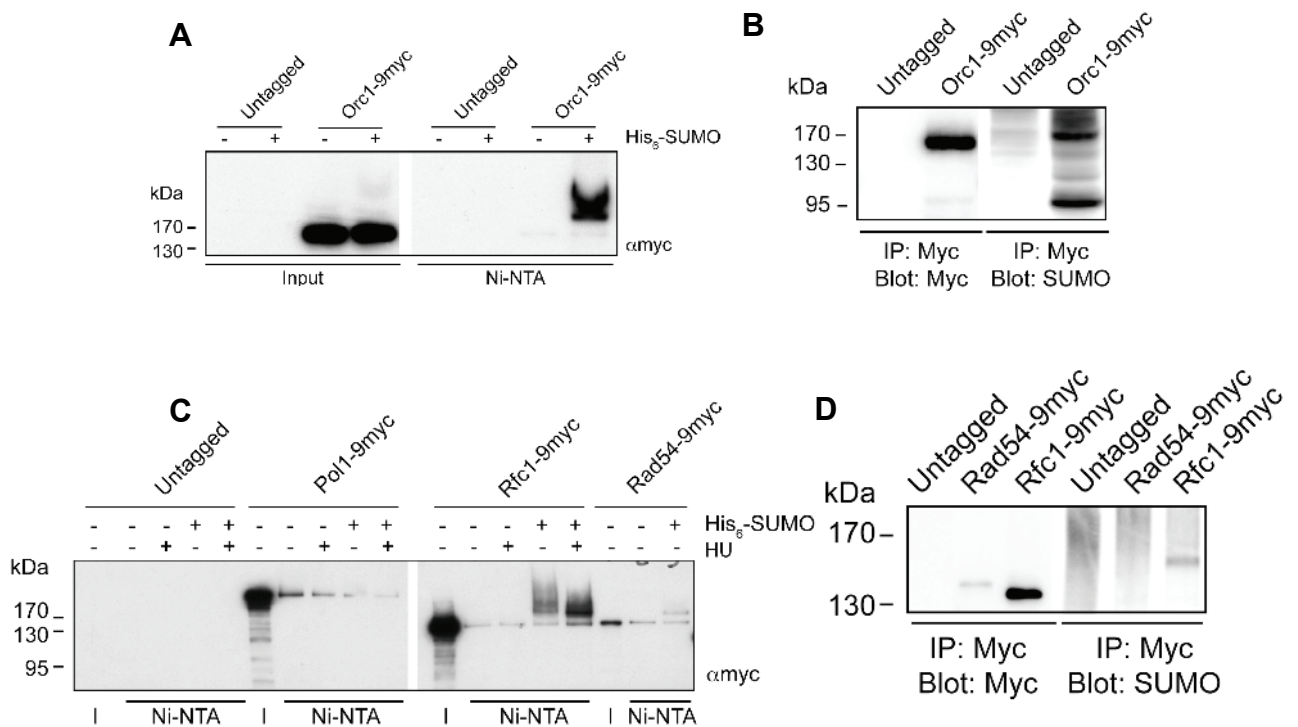 A
Untagged Orc1-9myc Untagged Orc1-9myc
- + - + - + - + His6-SUMO
kDa
170
130
αmyc
Input Ni-NTA
B
Untagged Orc1-9myc Untagged Orc1-9myc
kDa
170
130
95
IP: Myc IP: Myc
Blot: Myc Blot: SUMO
C
Untagged Pol1-9myc Rfc1-9myc Rad54-9myc
- - - + + - - - + + - - - + + - - + His6-SUMO
- - + - + - - + - + - - + - + - - - HU
kDa
170
130
95
αmyc
I Ni-NTA I Ni-NTA I Ni-NTA I Ni-NTA
D
Untagged Rad54-9myc Rfc1-9myc Untagged Rad54-9myc Rfc1-9myc
kDa
170
130
IP: Myc IP: Myc
Blot: Myc Blot: SUMO